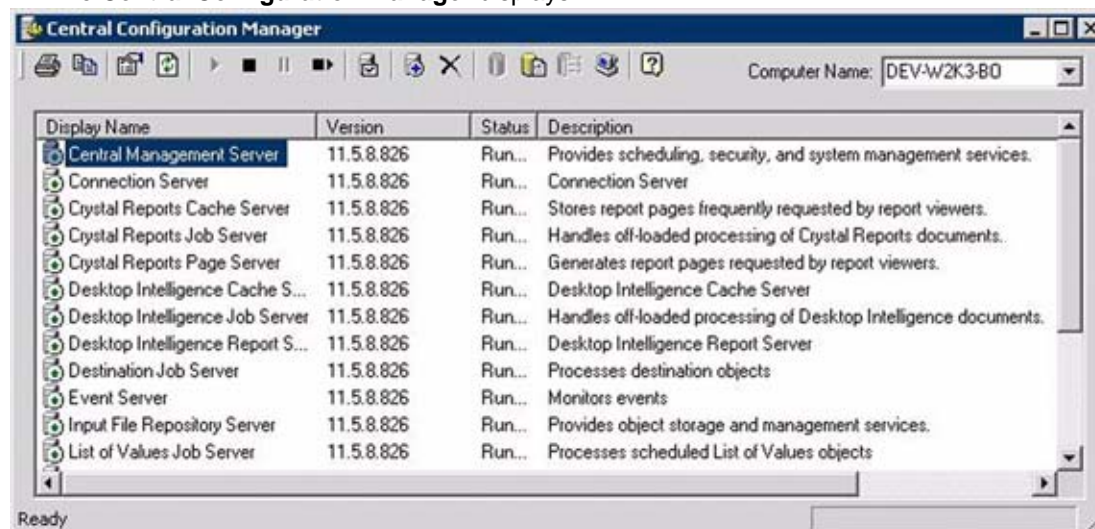 Central Configuration Manager displays
Central Configuration Manager
Computer Name: DEV-W2K3-BO
Display Name Version Status Description
Central Management Server 11.5.8.826 Run... Provides scheduling, security, and system management services.
Connection Server 11.5.8.826 Run... Connection Server
Crystal Reports Cache Server 11.5.8.826 Run... Stores report pages frequently requested by report viewers.
Crystal Reports Job Server 11.5.8.826 Run... Handles off-loaded processing of Crystal Reports documents.
Crystal Reports Page Server 11.5.8.826 Run... Generates report pages requested by report viewers.
Desktop Intelligence Cache S... 11.5.8.826 Run... Desktop Intelligence Cache Server
Desktop Intelligence Job Server 11.5.8.826 Run... Handles off-loaded processing of Desktop Intelligence documents.
Desktop Intelligence Report S... 11.5.8.826 Run... Desktop Intelligence Report Server
Destination Job Server 11.5.8.826 Run... Processes destination objects
Event Server 11.5.8.826 Run... Monitors events
Input File Repository Server 11.5.8.826 Run... Provides object storage and management services.
List of Values Job Server 11.5.8.826 Run... Processes scheduled List of Values objects
Ready